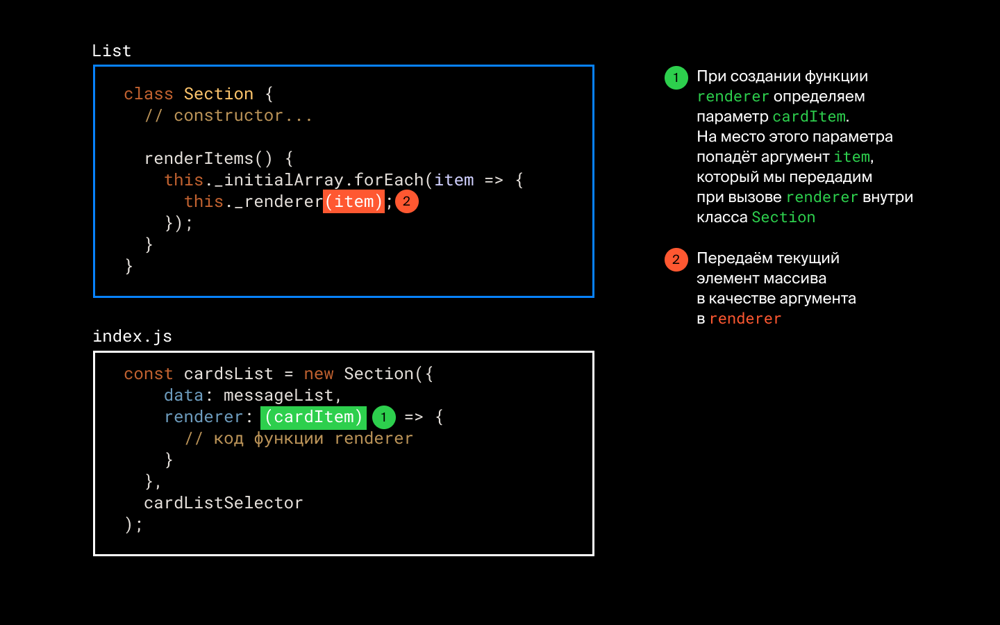 List
class Section {
// constructor...
renderItems() {
this._initialArray.forEach(item => {
this._renderer(item); 2
});
}
}
index.js
const cardsList = new Section({
data: messageList,
renderer: (cardItem) 1 => {
// код функции renderer
}
},
cardListSelector
);
1 При создании функции
renderer определяем
параметр cardItem.
На место этого параметра
попадёт аргумент item,
который мы передадим
при вызове renderer внутри
класса Section
2 Передаём текущий
элемент массива
в качестве аргумента
в renderer